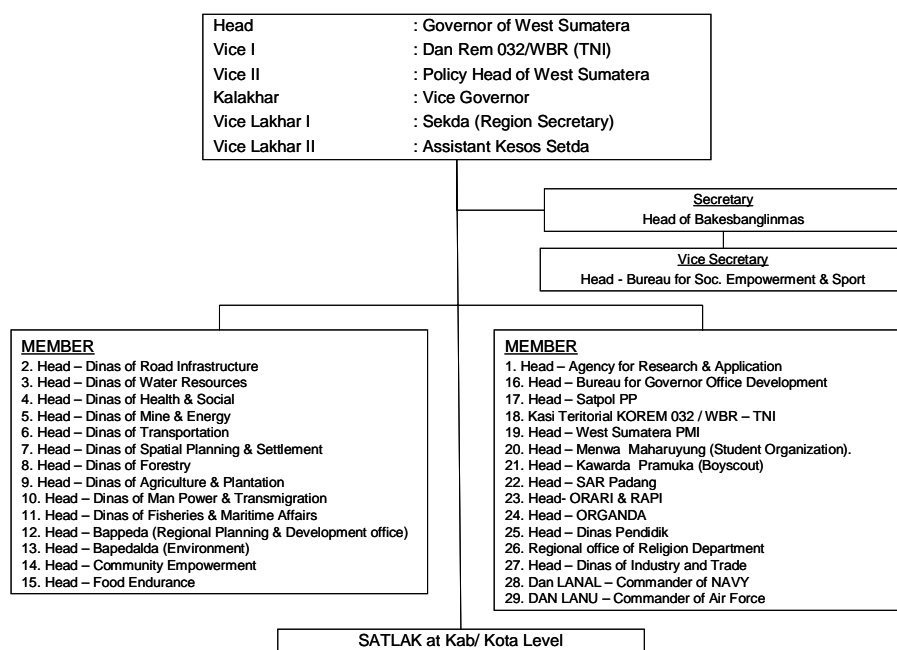 Head : Governor of West Sumatera
Vice I : Dan Rem 032/WBR (TNI)
Vice II : Policy Head of West Sumatera
Kalakhar : Vice Governor
Vice Lakhar I : Sekda (Region Secretary)
Vice Lakhar II : Assistant Kesos Setda
Secretary
Head of Bakesbanglinmas
Vice Secretary
Head - Bureau for Soc. Empowerment & Sport
MEMBER
2. Head – Dinas of Road Infrastructure
3. Head – Dinas of Water Resources
4. Head – Dinas of Health & Social
5. Head – Dinas of Mine & Energy
6. Head – Dinas of Transportation
7. Head – Dinas of Spatial Planning & Settlement
8. Head – Dinas of Forestry
9. Head – Dinas of Agriculture & Plantation
10. Head – Dinas of Man Power & Transmigration
11. Head – Dinas of Fisheries & Maritime Affairs
12. Head – Bappeda (Regional Planning & Development office)
13. Head – Bapedalda (Environment)
14. Head – Community Empowerment
15. Head – Food Endurance
MEMBER
1. Head – Agency for Research & Application
16. Head – Bureau for Governor Office Development
17. Head – Satpol PP
18. Kasi Teritorial KOREM 032 / WBR – TNI
19. Head – West Sumatera PMI
20. Head – Menwa Maharuyung (Student Organization).
21. Head – Kawarda Pramuka (Boyscout)
22. Head – SAR Padang
23. Head- ORARI & RAPI
24. Head – ORGANDA
25. Head – Dinas Pendidik
26. Regional office of Religion Department
27. Head – Dinas of Industry and Trade
28. Dan LANAL – Commander of NAVY
29. DAN LANU – Commander of Air Force
SATLAK at Kab/ Kota Level